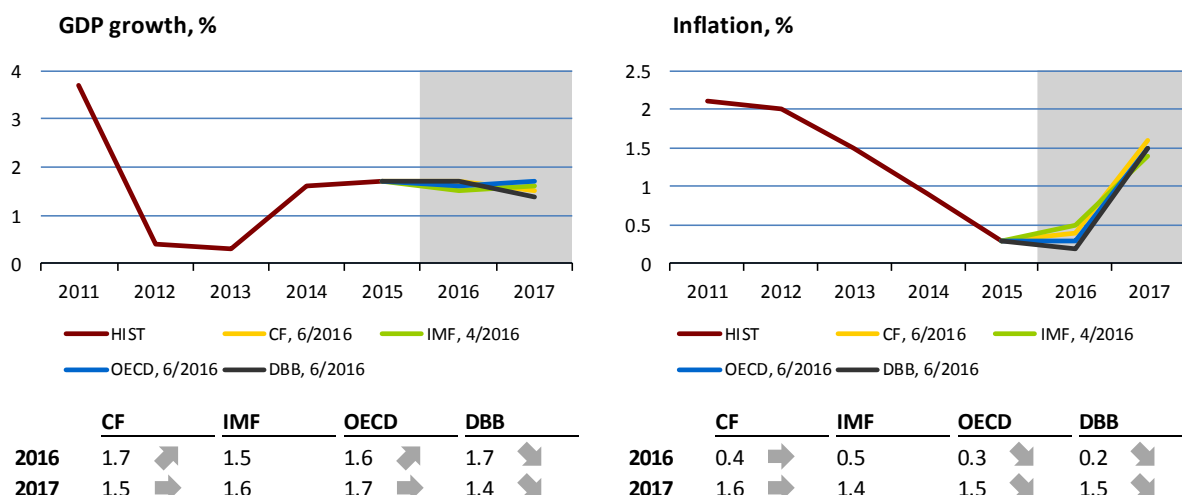 GDP growth, %
4
3
2
1
0
2011 2012 2013 2014 2015 2016 2017
HIST CF, 6/2016 IMF, 4/2016
OECD, 6/2016 DBB, 6/2016
CF IMF OECD DBB
2016 1.7 1.5 1.6 1.7
2017 1.5 1.6 1.7 1.4
Inflation, %
2.5
2
1.5
1
0.5
0
2011 2012 2013 2014 2015 2016 2017
HIST CF, 6/2016 IMF, 4/2016
OECD, 6/2016 DBB, 6/2016
CF IMF OECD DBB
2016 0.4 0.5 0.3 0.2
2017 1.6 1.4 1.5 1.5